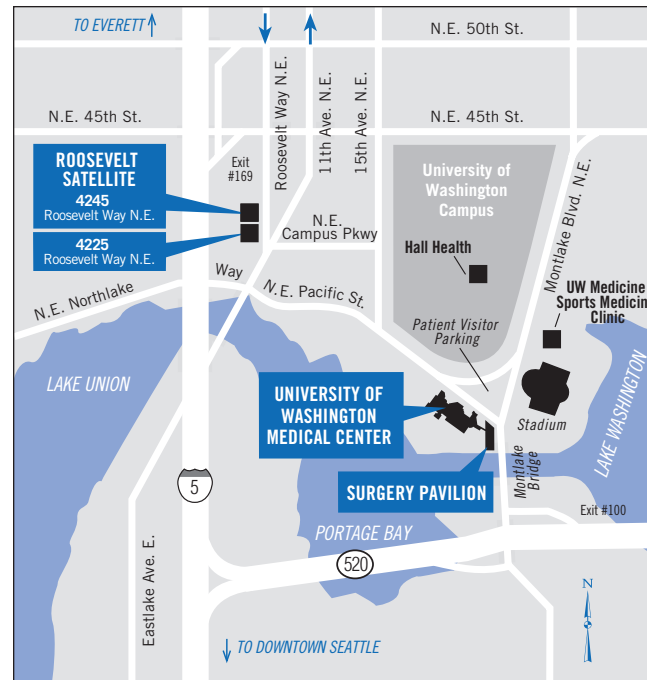 TO EVERETT
N.E. 50th St.
N.E. 45th St.
N.E. 45th St.
Roosevelt Way N.E.
11th Ave. N.E.
15th Ave. N.E.
Montlake Blvd. N.E.
ROOSEVELT
SATELLITE
4245
Roosevelt Way N.E.
4225
Roosevelt Way N.E.
Exit
#169
University of
Washington
Campus
N.E.
Campus Pkwy
Hall Health
N.E. Northlake
Way
N.E. Pacific St.
UW Medicine
Sports Medicine
Clinic
Patient Visitor
Parking
LAKE UNION
UNIVERSITY OF
WASHINGTON
MEDICAL CENTER
Stadium
LAKE WASHINGTON
SURGERY PAVILION
Montlake
Bridge
5
Exit #100
PORTAGE BAY
520
Eastlake Ave. E.
N
TO DOWNTOWN SEATTLE